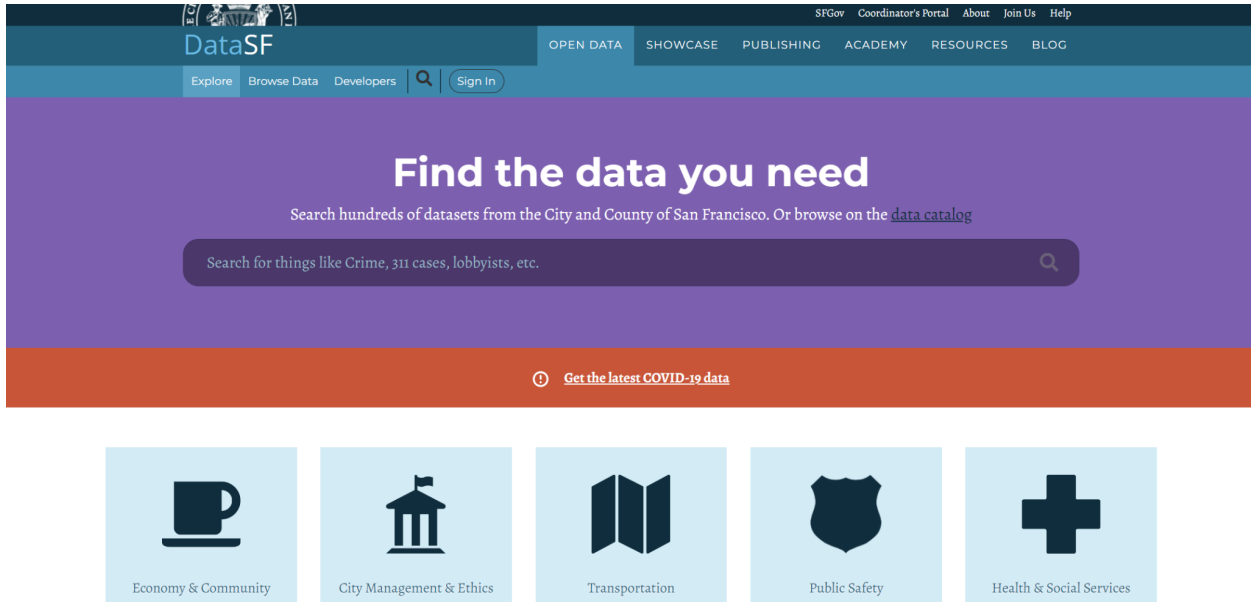 SFGov Coordinator's Portal About Join Us Help
DataSF
OPEN DATA SHOWCASE PUBLISHING ACADEMY RESOURCES BLOG
Explore Browse Data Developers Sign In
Find the data you need
Search hundreds of datasets from the City and County of San Francisco. Or browse on the data catalog
Search for things like Crime, 311 cases, lobbyists, etc.
Get the latest COVID-19 data
Economy & Community City Management & Ethics Transportation Public Safety Health & Social Services